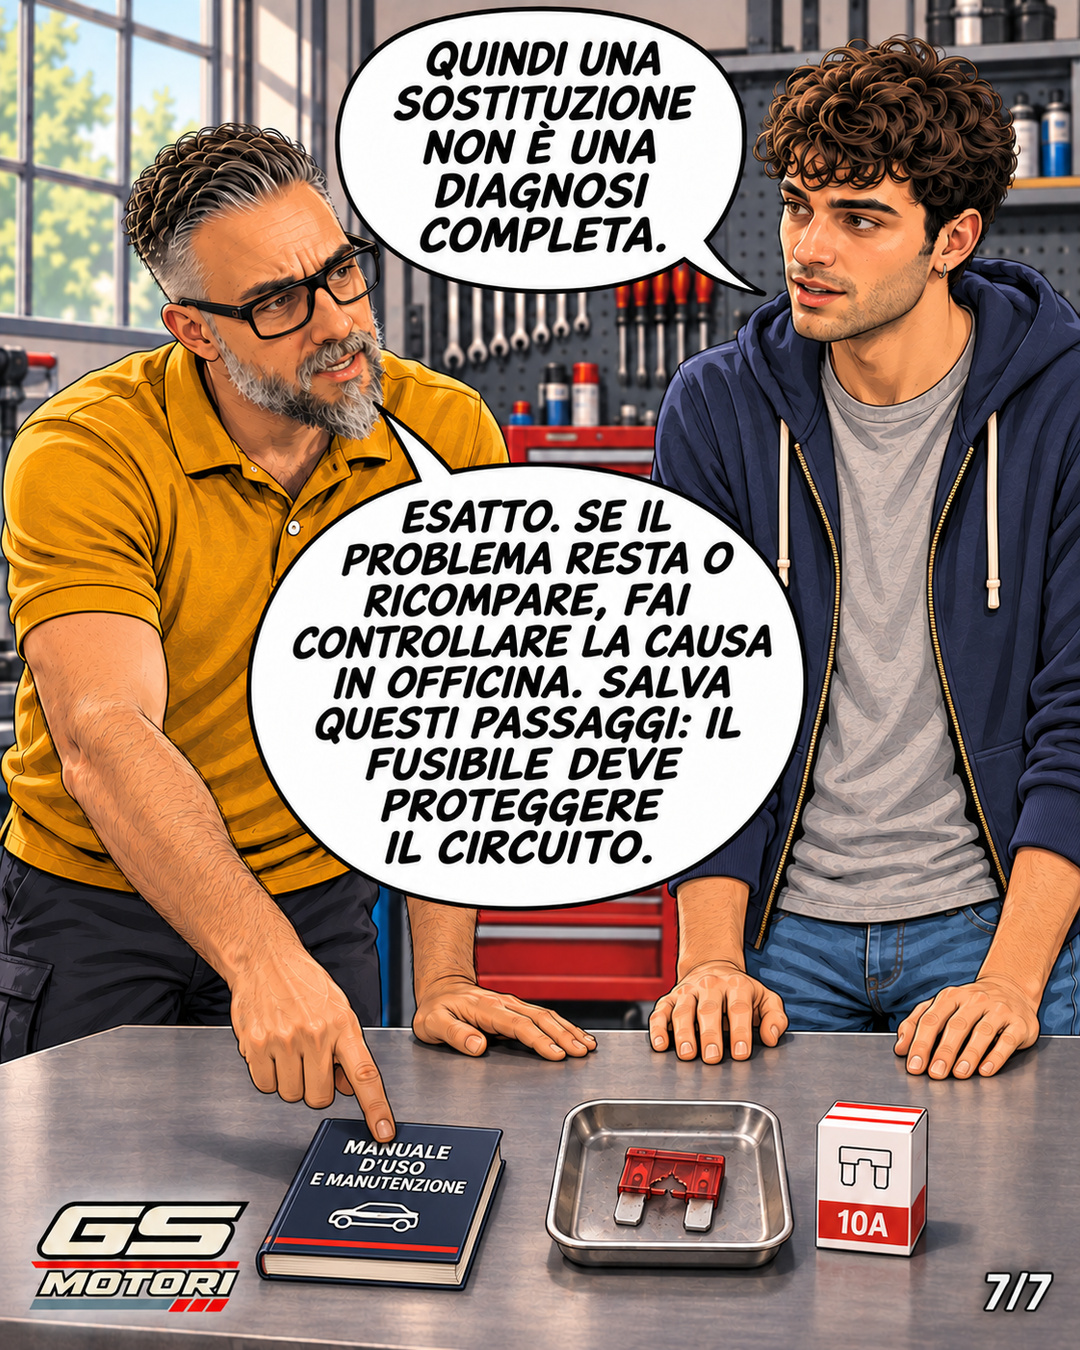 QUINDI UNA
SOSTITUZIONE
NON È UNA
DIAGNOSI
COMPLETA.
ESATTO. SE IL
PROBLEMA RESTA O
RICOMPARE, FAI
CONTROLLARE LA CAUSA
IN OFFICINA. SALVA
QUESTI PASSAGGI: IL
FUSIBILE DEVE
PROTEGGERE
IL CIRCUITO.
MANUALE
D'USO
E MANUTENZIONE
10A
GS
MOTORI
7/7